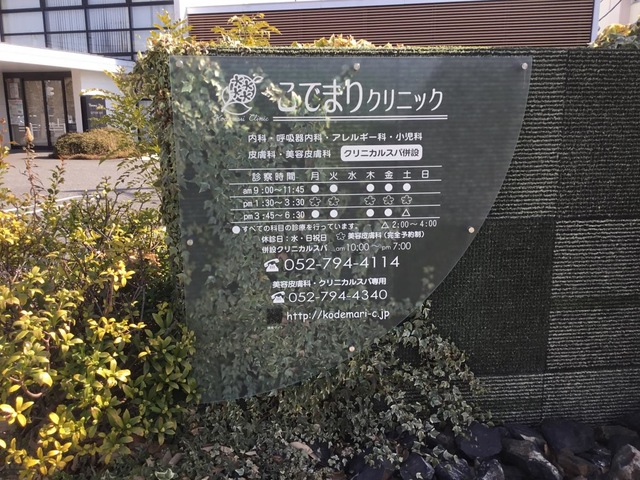 こでまりクリニック
Kodemari Clinic
内科・呼吸器内科・アレルギー科・小児科
皮膚科・美容皮膚科 クリニカルスパ併設
診察時間 月 火 水 木 金 土 日
am 9:00〜11:45 ● ● ● ● ●
pm 1:30〜 3:30 ☆ ☆ ☆ ☆ ☆
pm 3:45〜 6:30 ● ● ● ● △
●すべての科目の診療を行っています。 △ 2:00〜4:00
休診日：水・日祝日 ☆ 美容皮膚科（完全予約制）
併設クリニカルスパ am10:00〜pm7:00
☎052-794-4114
美容皮膚科・クリニカルスパ専用
☎052-794-4340
http://kodemari-c.jp